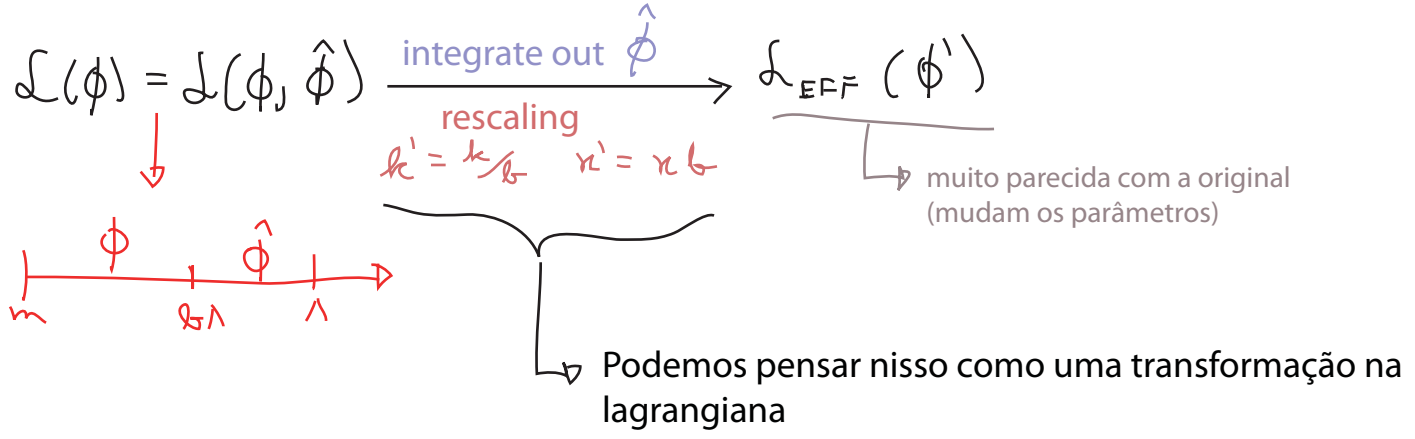 ℒ(ϕ) = ℒ(ϕ, ϕ̂)
integrate out ϕ̂
rescaling
k' = k/b x' = x b
ℒ_EFF (ϕ')
muito parecida com a original
(mudam os parâmetros)
ϕ ϕ̂
m bΛ Λ
Podemos pensar nisso como uma transformação na
lagrangiana